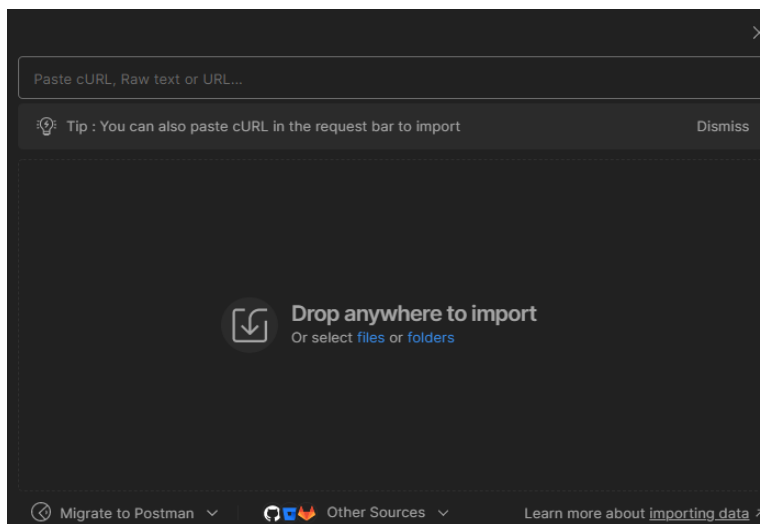 Paste cURL, Raw text or URL...
Tip : You can also paste cURL in the request bar to import Dismiss
Drop anywhere to import
Or select files or folders
Migrate to Postman Other Sources Learn more about importing data